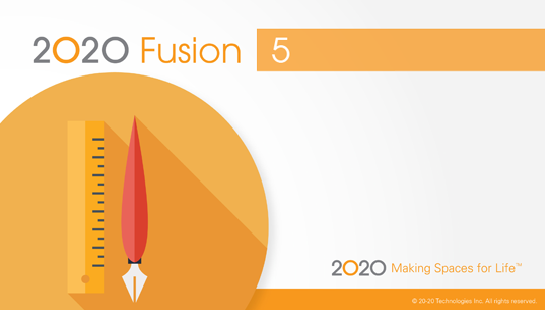 2020 Fusion 5
2020 Making Spaces for Life™
© 20-20 Technologies Inc. All rights reserved.